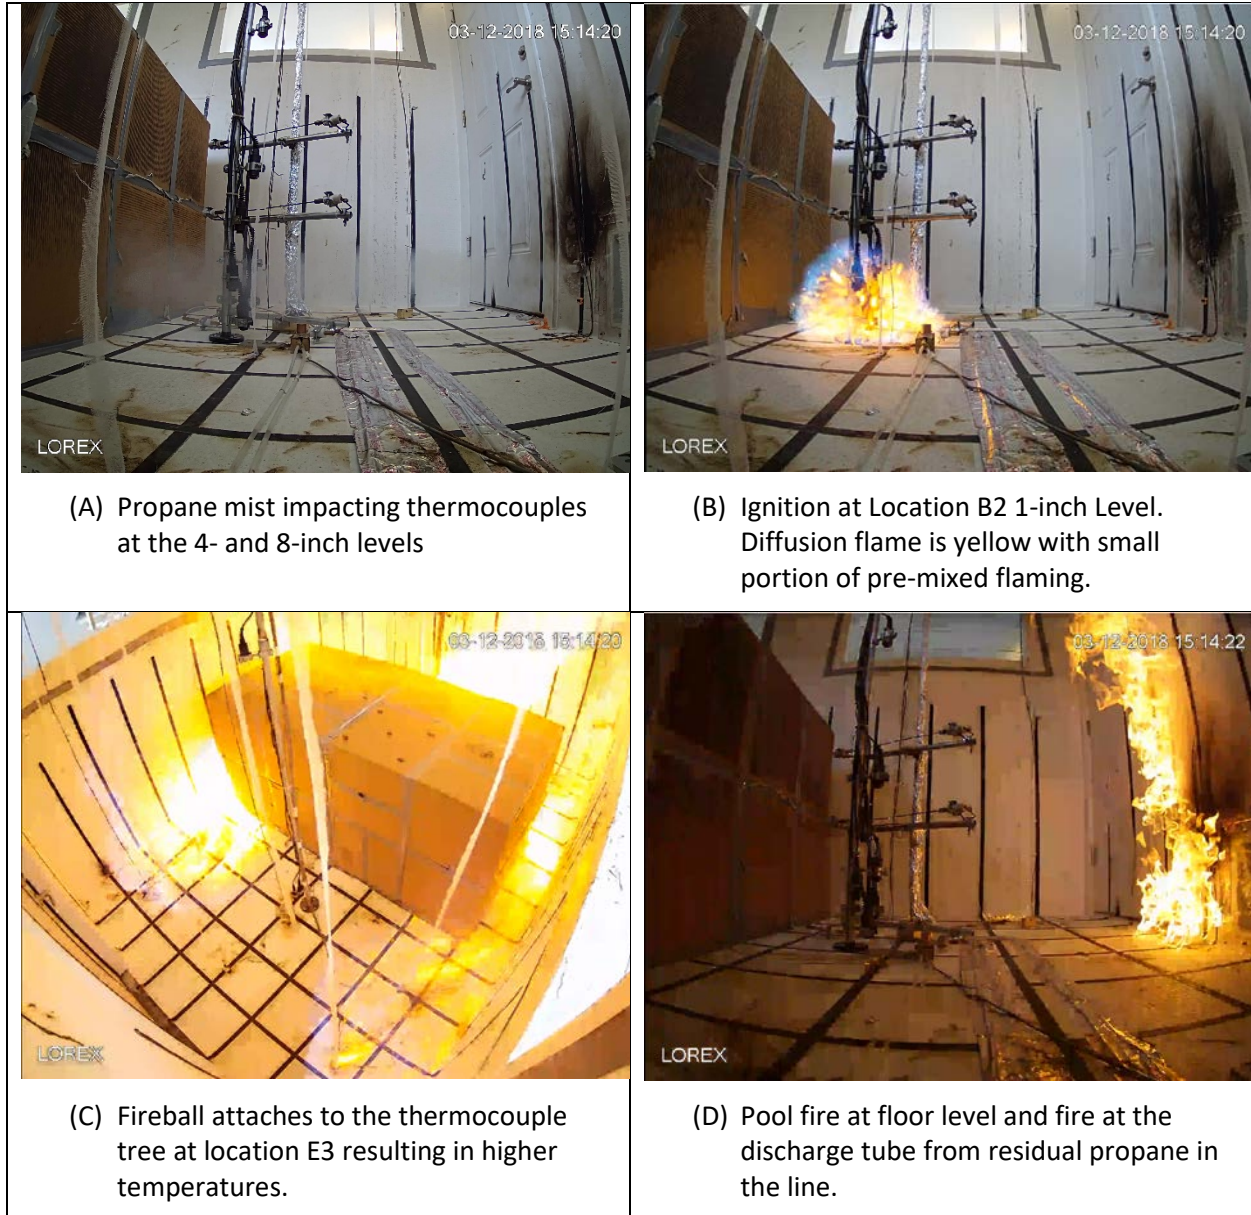 03-12-2018 15:14:20
LOREX
(A) Propane mist impacting thermocouples
at the 4- and 8-inch levels
03-12-2018 15:14:20
(B) Ignition at Location B2 1-inch Level.
Diffusion flame is yellow with small
portion of pre-mixed flaming.
03-12-2018 15:14:20
LOREX
(C) Fireball attaches to the thermocouple
tree at location E3 resulting in higher
temperatures.
03-12-2018 15:14:22
LOREX
(D) Pool fire at floor level and fire at the
discharge tube from residual propane in
the line.